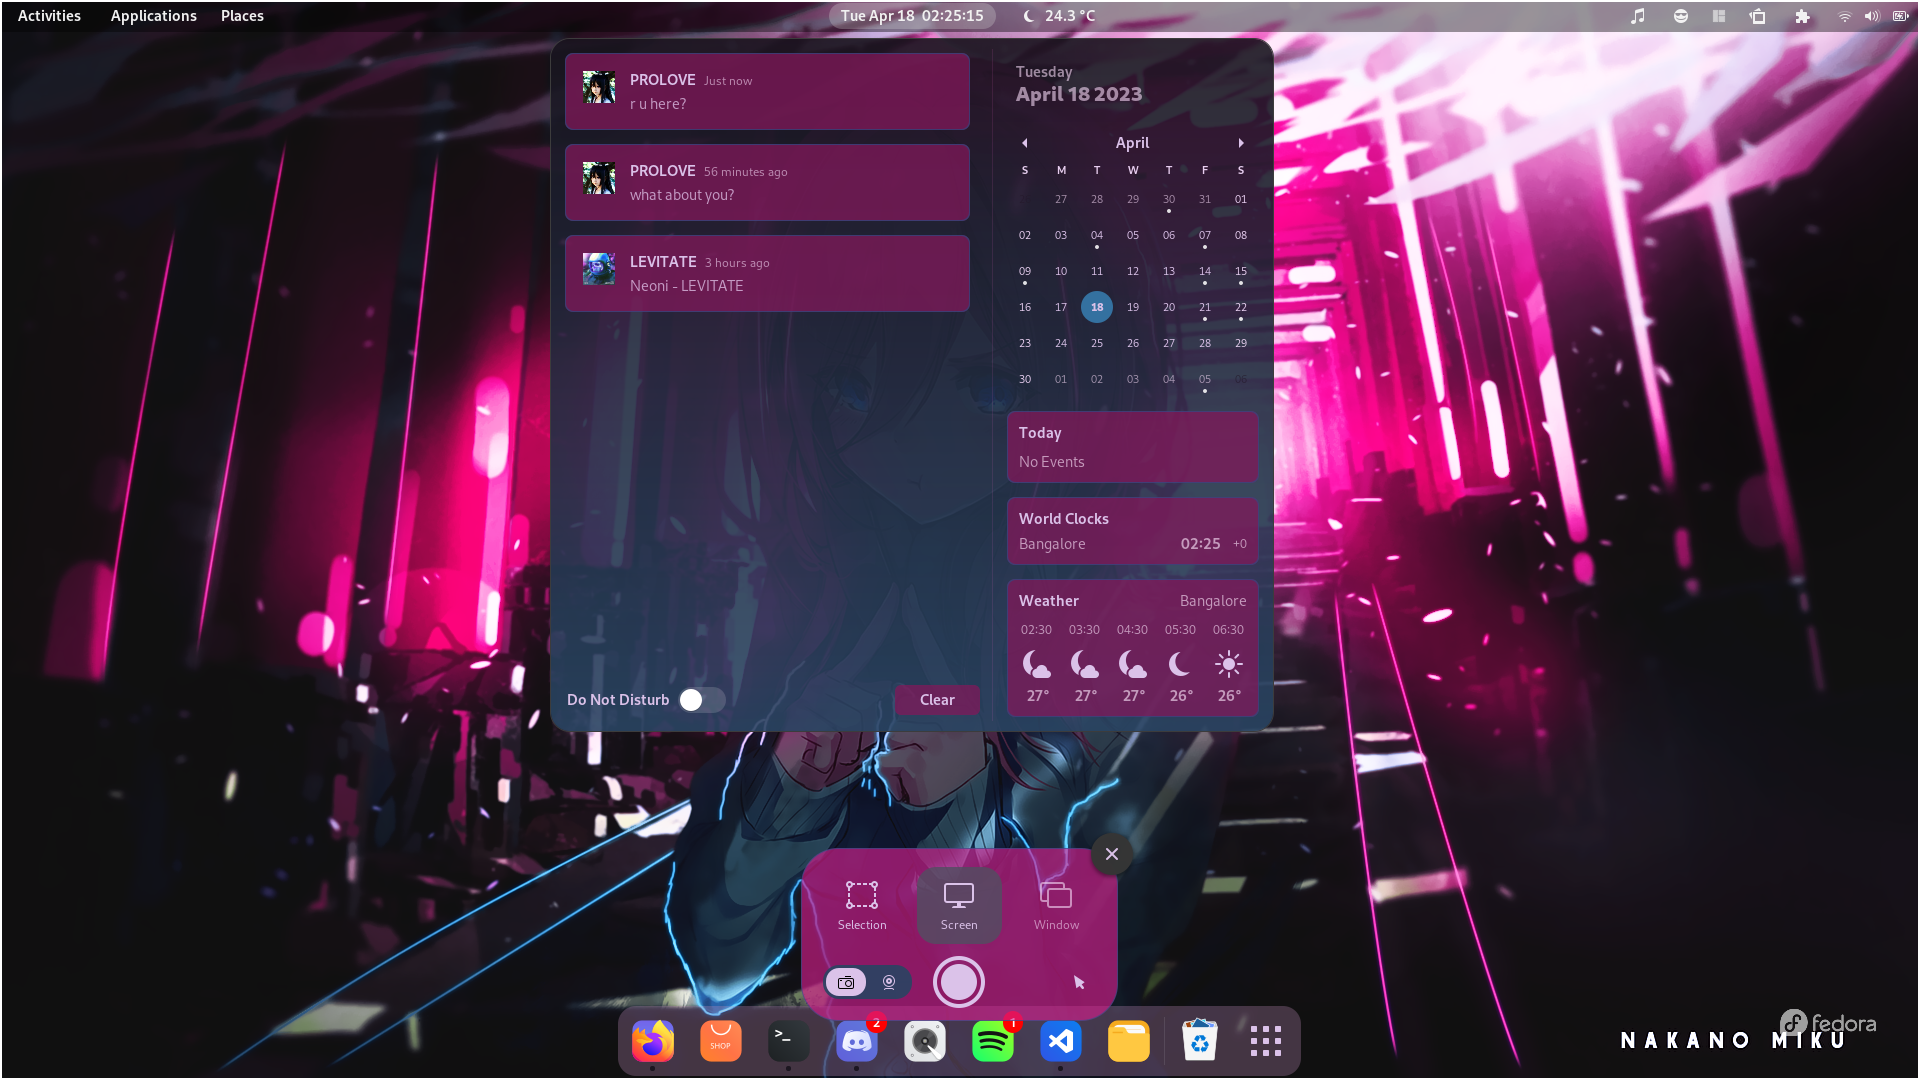 Activities Applications Places
Tue Apr 18 02:25:15 24.3 °C
PROLOVE Just now
r u here?
PROLOVE 56 minutes ago
what about you?
LEVITATE 3 hours ago
Neoni - LEVITATE
Do Not Disturb Clear
Tuesday
April 18 2023
April
S M T W T F S
27 28 29 30 31 01
02 03 04 05 06 07 08
09 10 11 12 13 14 15
16 17 18 19 20 21 22
23 24 25 26 27 28 29
30 01 02 03 04 05 06
Today
No Events
World Clocks
Bangalore 02:25 +0
Weather Bangalore
02:30 03:30 04:30 05:30 06:30
27° 27° 27° 26° 26°
Selection Screen Window
SHOP
>_
2
1
fedora
NAKANO MIKU